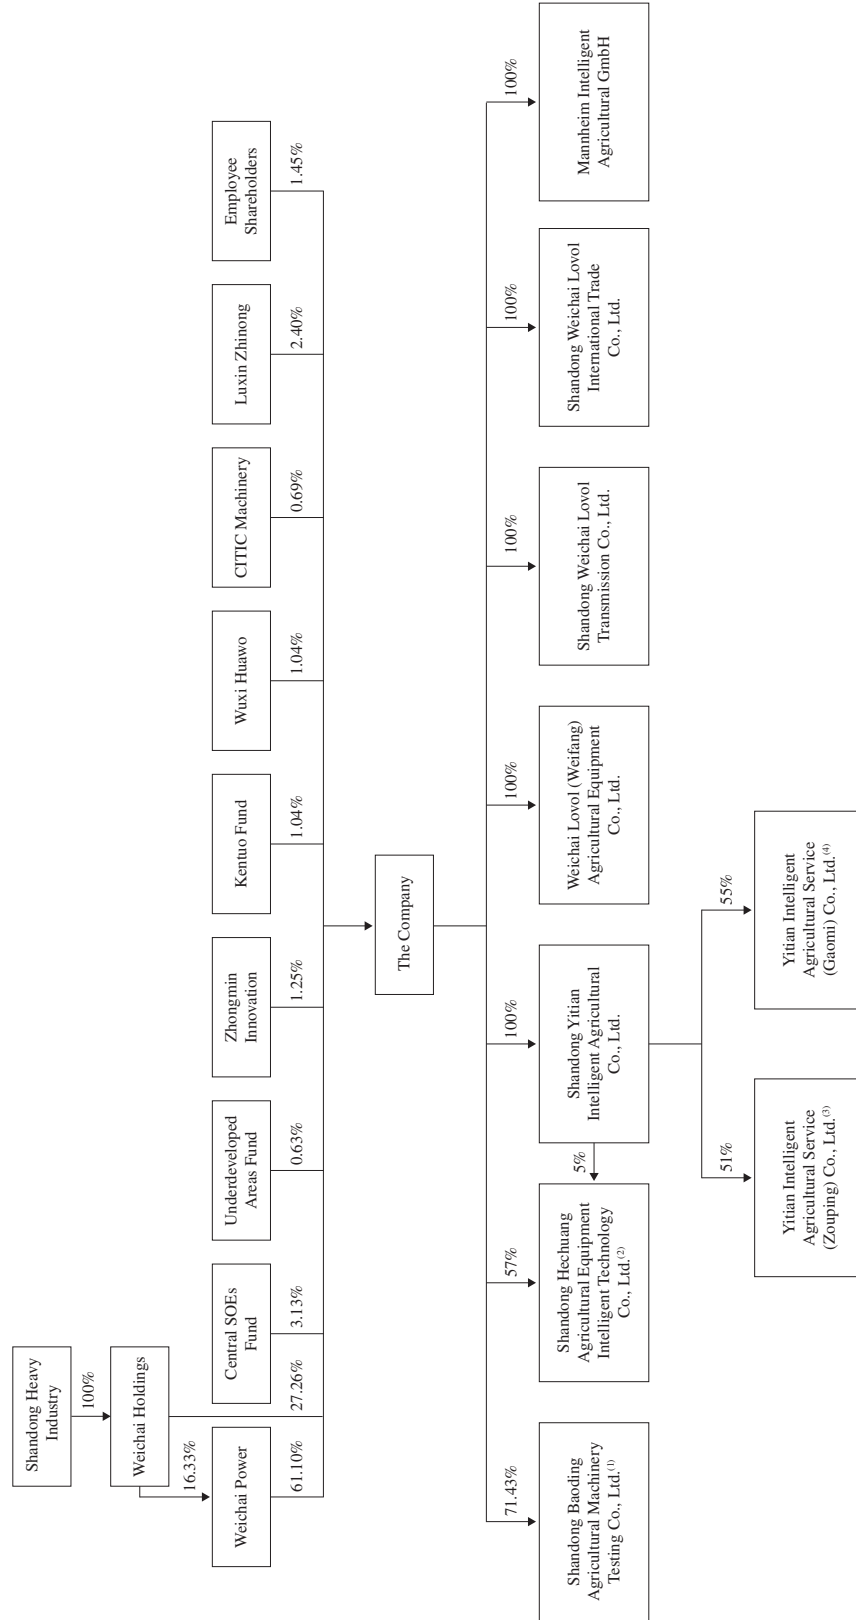 Shandong Heavy
Industry
100%
Weichai Holdings
16.33%
Weichai Power
61.10%
27.26%
Central SOEs
Fund
3.13%
Underdeveloped
Areas Fund
0.63%
Zhongmin
Innovation
1.25%
Kentuo Fund
1.04%
Wuxi Huawo
1.04%
CITIC Machinery
0.69%
Luxin Zhinong
2.40%
Employee
Shareholders
1.45%
The Company
71.43%
Shandong Baoding
Agricultural Machinery
Testing Co., Ltd.(1)
57%
Shandong Hechuang
Agricultural Equipment
Intelligent Technology
Co., Ltd.(2)
5%
100%
Shandong Yitian
Intelligent Agricultural
Co., Ltd.
100%
Weichai Lovol (Weifang)
Agricultural Equipment
Co., Ltd.
100%
Shandong Weichai Lovol
Transmission Co., Ltd.
100%
Shandong Weichai Lovol
International Trade
Co., Ltd.
100%
Mannheim Intelligent
Agricultural GmbH
51%
Yitian Intelligent
Agricultural Service
(Zouping) Co., Ltd.(3)
55%
Yitian Intelligent
Agricultural Service
(Gaomi) Co., Ltd.(4)